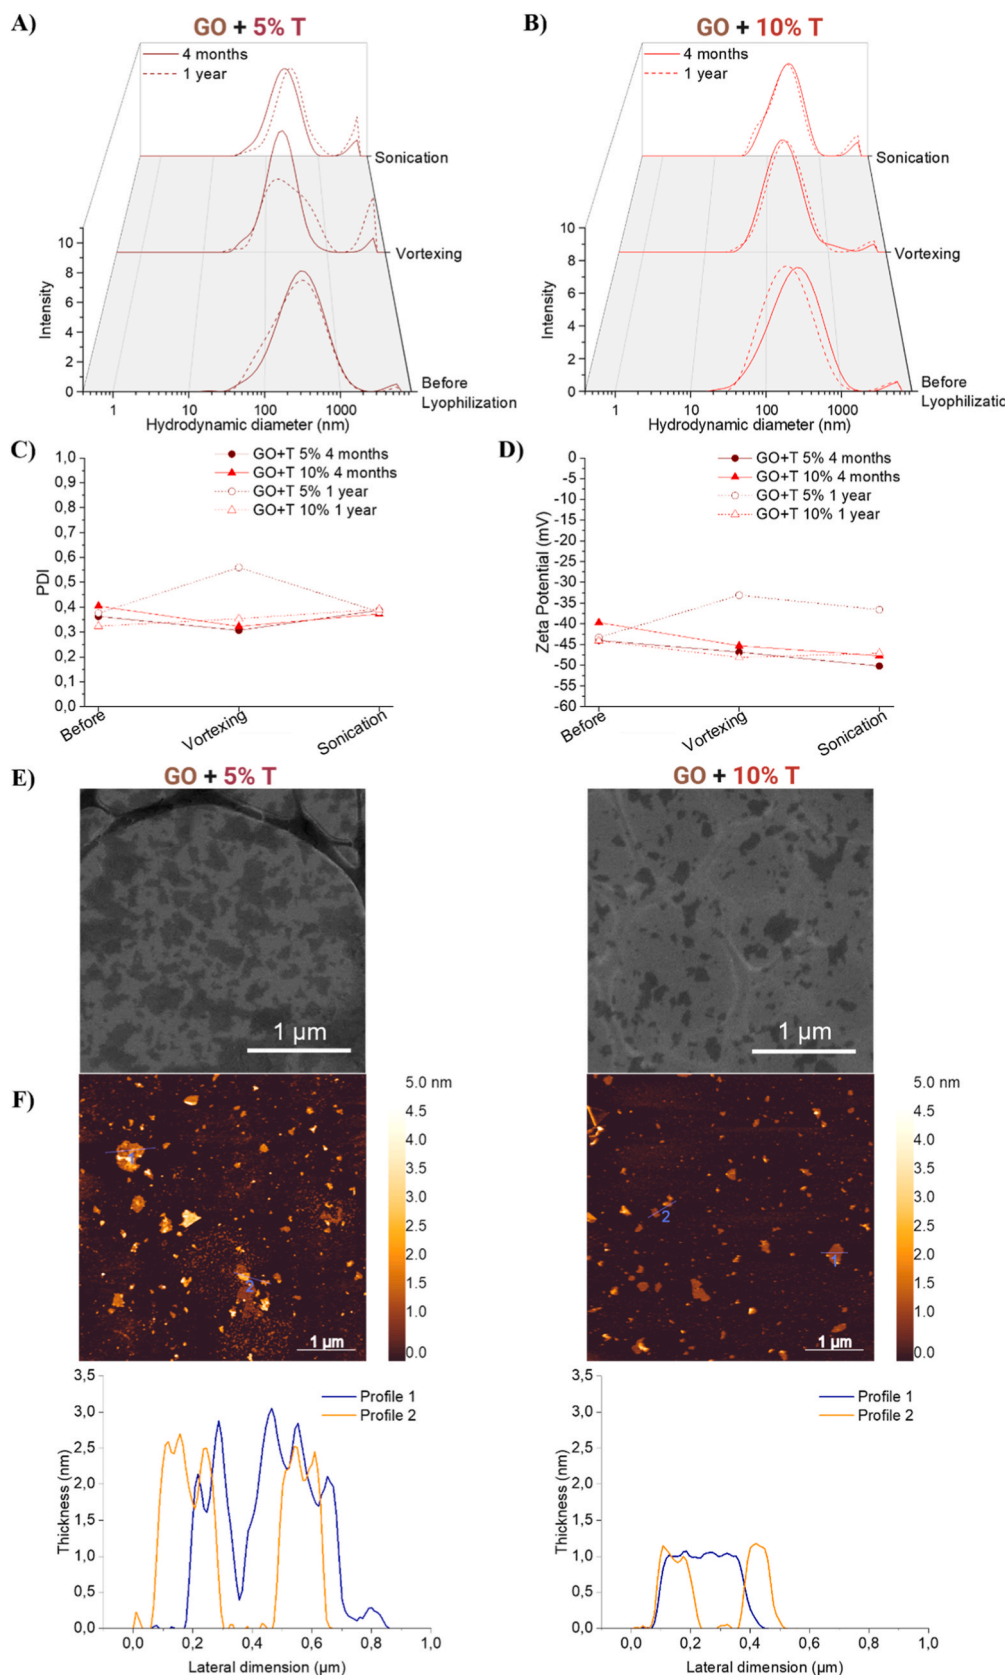 A)
GO + 5% T
4 months
1 year
Sonication
Vortexing
Before
Lyophilization
Intensity
10
8
6
4
2
0
1
10
100
1000
Hydrodynamic diameter (nm)
B)
GO + 10% T
4 months
1 year
Sonication
Vortexing
Before
Lyophilizatio
Intensity
10
8
6
4
2
0
1
10
100
1000
Hydrodynamic diameter (nm)
C)
GO+T 5% 4 months
GO+T 10% 4 months
GO+T 5% 1 year
GO+T 10% 1 year
PDI
1,0
0,9
0,8
0,7
0,6
0,5
0,4
0,3
0,2
0,1
0,0
Before
Vortexing
Sonication
D)
GO+T 5% 4 months
GO+T 10% 4 months
GO+T 5% 1 year
GO+T 10% 1 year
Zeta Potential (mV)
0
-5
-10
-15
-20
-25
-30
-35
-40
-45
-50
-55
-60
Before
Vortexing
Sonication
E)
GO + 5% T
1 µm
GO + 10% T
1 µm
F)
1
2
1 µm
5.0 nm
4.5
4.0
3.5
3.0
2.5
2.0
1.5
1.0
0.0
2
1
1 µm
5.0 nm
4.5
4.0
3.5
3.0
2.5
2.0
1.5
1.0
0.0
Profile 1
Profile 2
Thickness (nm)
3,5
3,0
2,5
2,0
1,5
1,0
0,5
0,0
0,0
0,2
0,4
0,6
0,8
1,0
Lateral dimension (µm)
Profile 1
Profile 2
Thickness (nm)
3,5
3,0
2,5
2,0
1,5
1,0
0,5
0,0
0,0
0,2
0,4
0,6
0,8
1,0
Lateral dimension (µm)